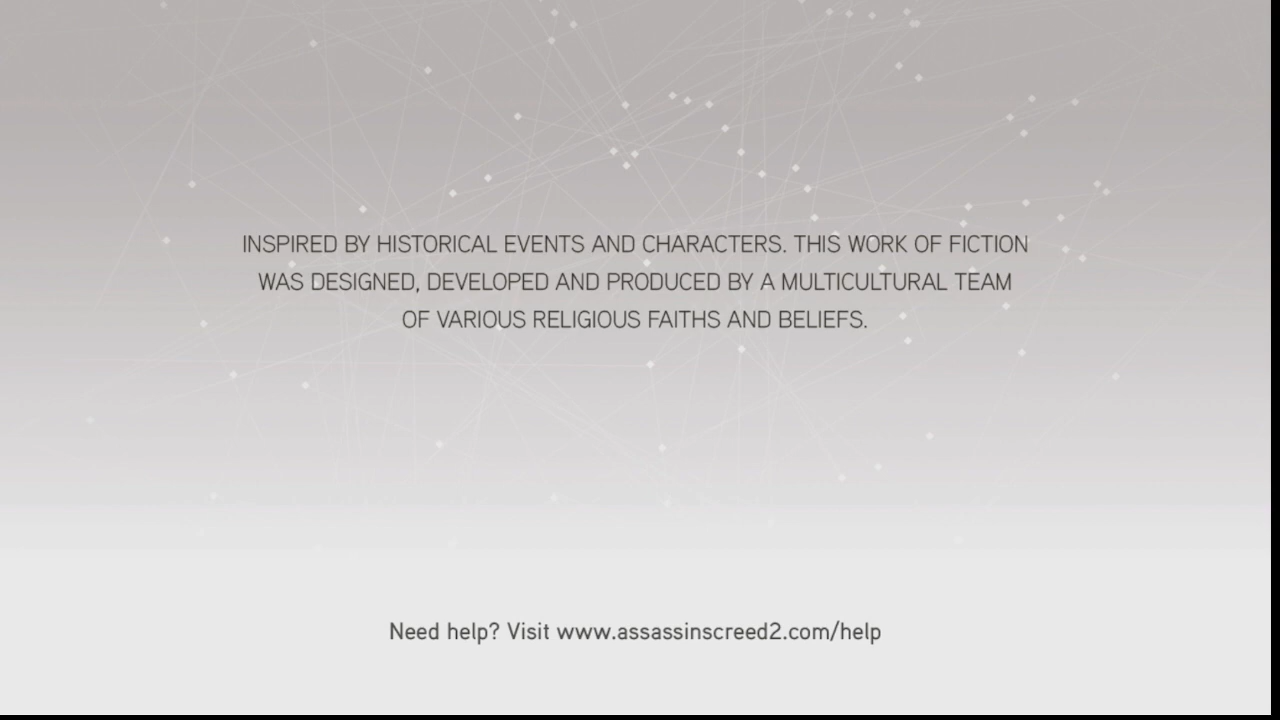 INSPIRED BY HISTORICAL EVENTS AND CHARACTERS. THIS WORK OF FICTION
WAS DESIGNED, DEVELOPED AND PRODUCED BY A MULTICULTURAL TEAM
OF VARIOUS RELIGIOUS FAITHS AND BELIEFS.
Need help? Visit www.assassinscreed2.com/help